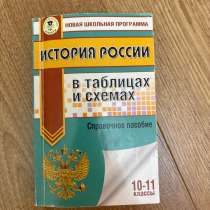 НОВАЯ ШКОЛЬНАЯ ПРОГРАММА
ИСТОРИЯ РОССИИ
в таблицах
и схемах
Справочное пособие
10-11
КЛАССЫ